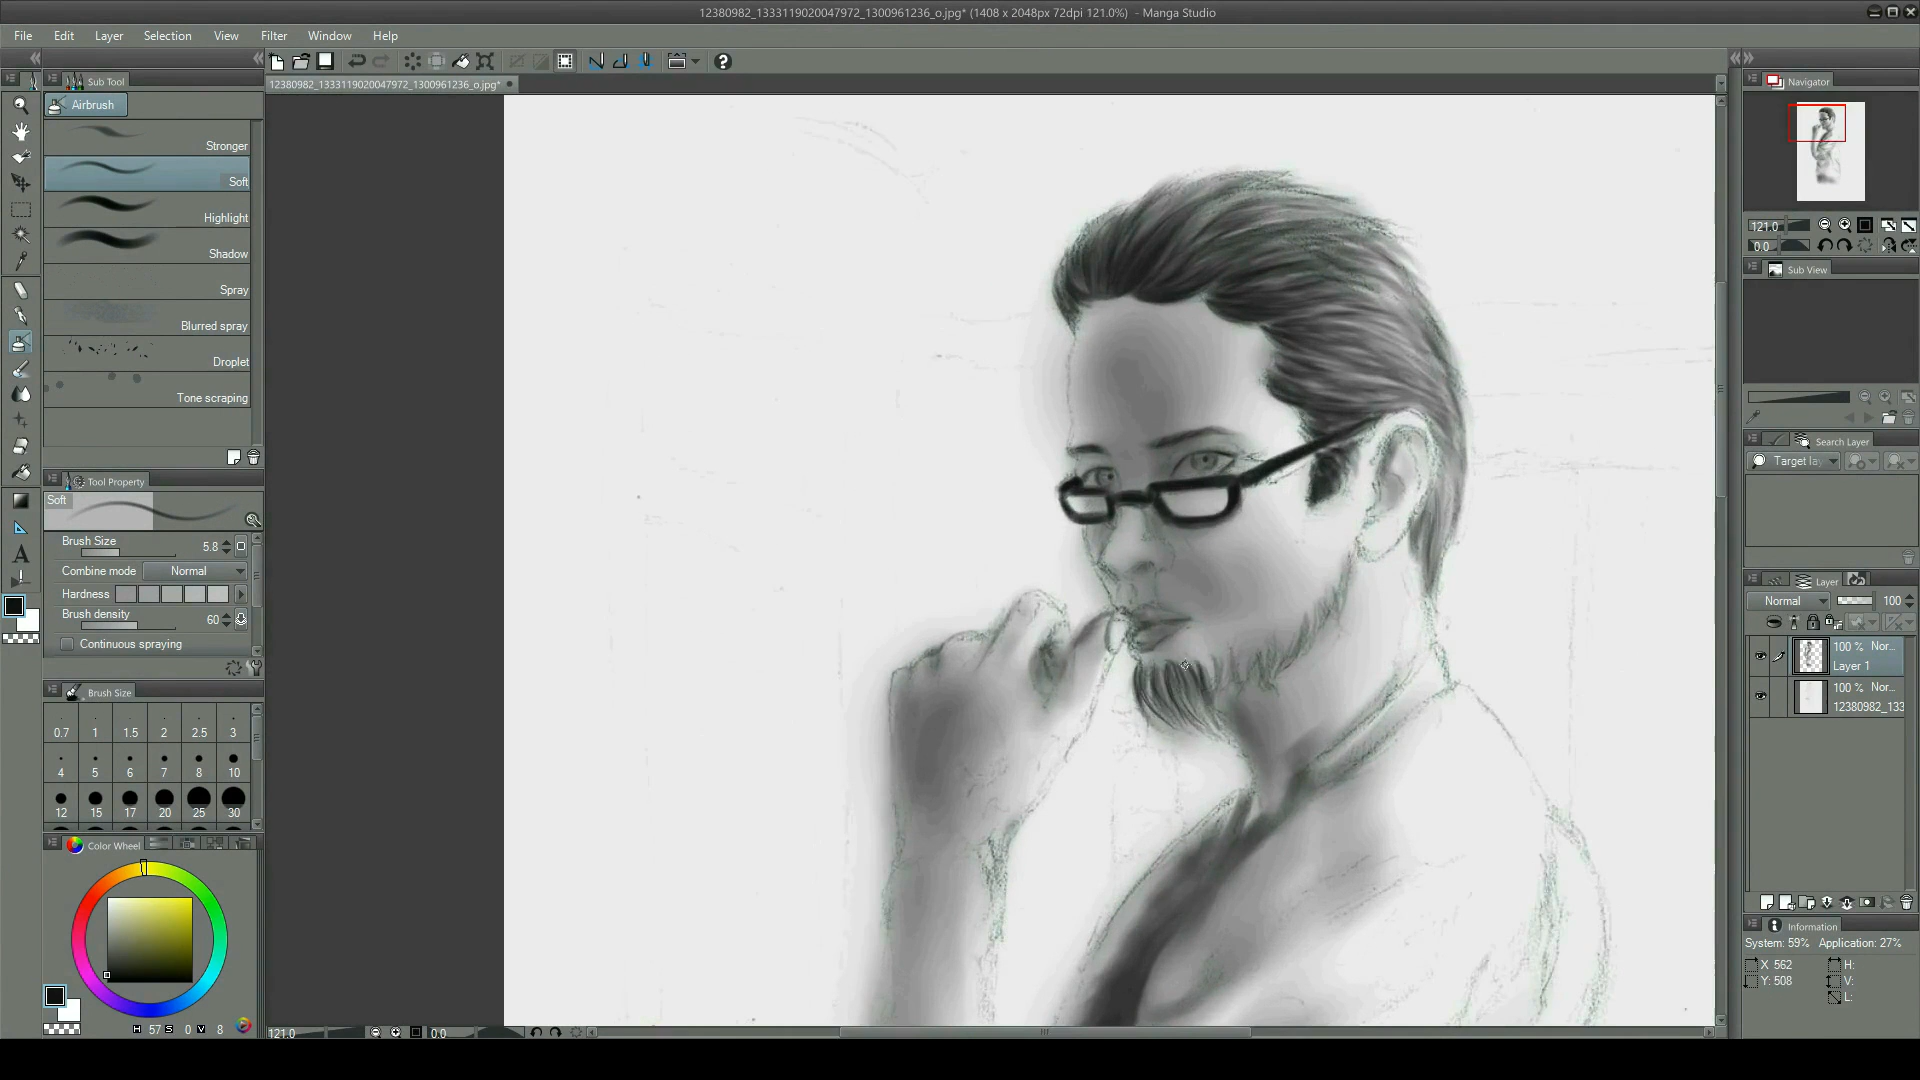 12380982_1333119020047972_1300961236_o.jpg* (1408 x 2048px 72dpi 121.0%) - Manga Studio
File Edit Layer Selection View Filter Window Help
Sub Tool
12380982_1333119020047972_1300961236_o.jpg*
Airbrush
Stronger
Soft
Highlight
Shadow
Spray
Blurred spray
Droplet
Tone scraping
Tool Property
Soft
Brush Size 5.8
Combine mode Normal
Hardness
Brush density 60
Continuous spraying
Brush Size
0.7 1 1.5 2 2.5 3
4 5 6 7 8 10
12 15 17 20 25 30
Color Wheel
H 57 S 0 V 8
121.0 0.0
Navigator
121.0
0.0
Sub View
Search Layer
Target la
Layer
Normal 100
100 % Nor...
Layer 1
100 % Nor...
12380982_133
Information
System: 59% Application: 27%
X 562 H:
Y: 508 V:
L: